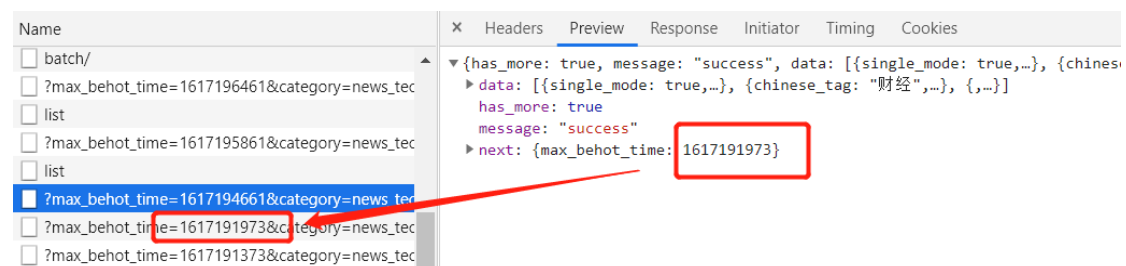 Name
batch/
?max_behot_time=1617196461&category=news_tec
list
?max_behot_time=1617195861&category=news_tec
list
?max_behot_time=1617194661&category=news_tec
?max_behot_time=1617191973&category=news_tec
?max_behot_time=1617191373&category=news_tec
× Headers Preview Response Initiator Timing Cookies
▼{has_more: true, message: "success", data: [{single_mode: true,…}, {chinese
▶data: [{single_mode: true,…}, {chinese_tag: "财经",…}, {,…}]
has_more: true
message: "success"
▶next: {max_behot_time: 1617191973}